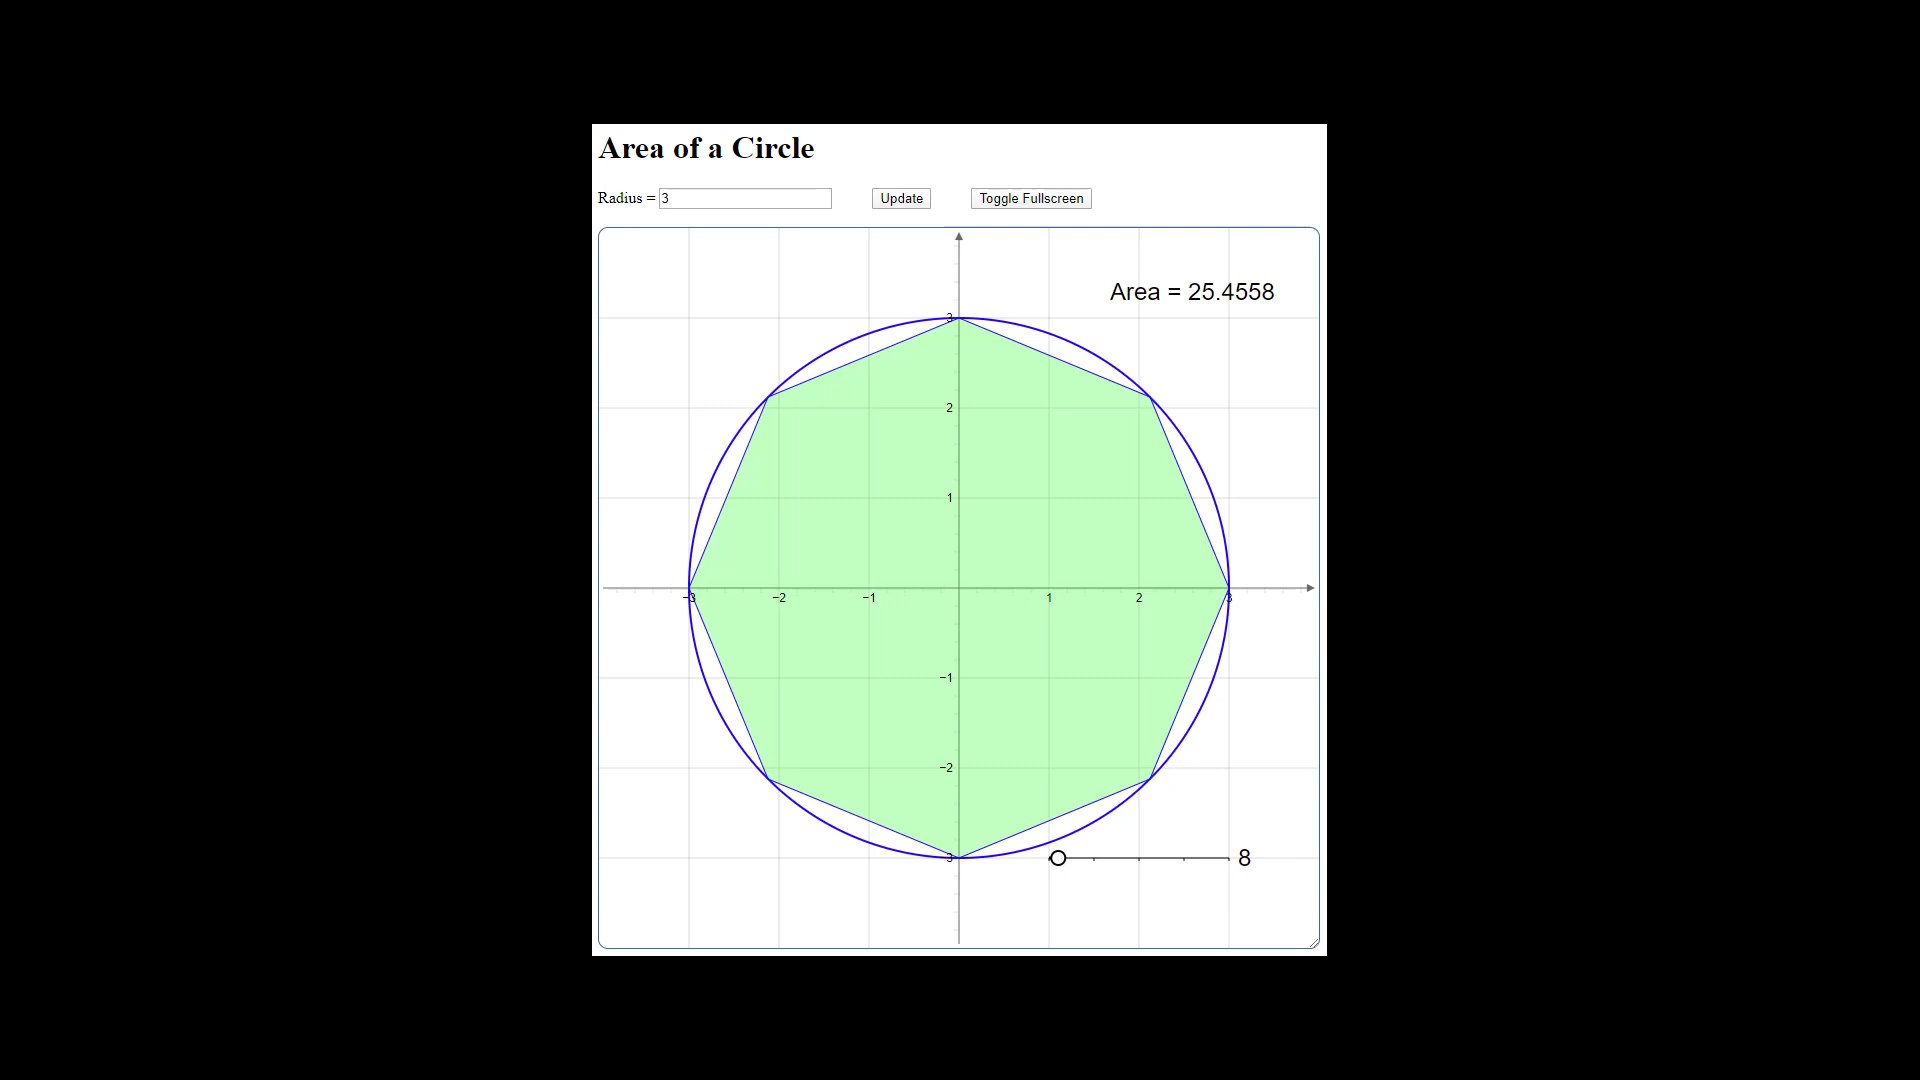 Area of a Circle
Radius = 3 Update Toggle Fullscreen
Area = 25.4558
3
2
1
−3 −2 −1 1 2 3
−1
−2
−3 8